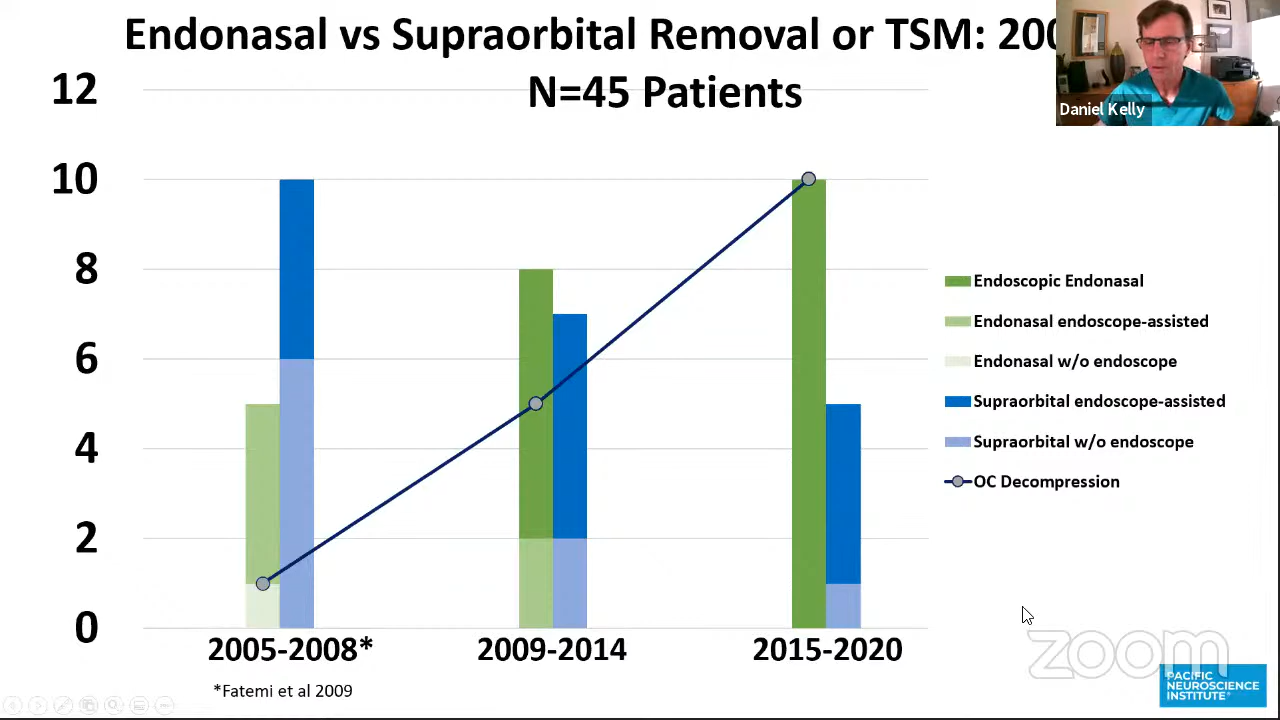 Endonasal vs Supraorbital Removal or TSM:
N=45 Patients
Daniel Kelly
12
10
8
6
4
2
0
Endoscopic Endonasal
Endonasal endoscope-assisted
Endonasal w/o endoscope
Supraorbital endoscope-assisted
Supraorbital w/o endoscope
OC Decompression
2005-2008*
2009-2014
2015-2020
*Fatemi et al 2009
zoom
PACIFIC
NEUROSCIENCE
INSTITUTE